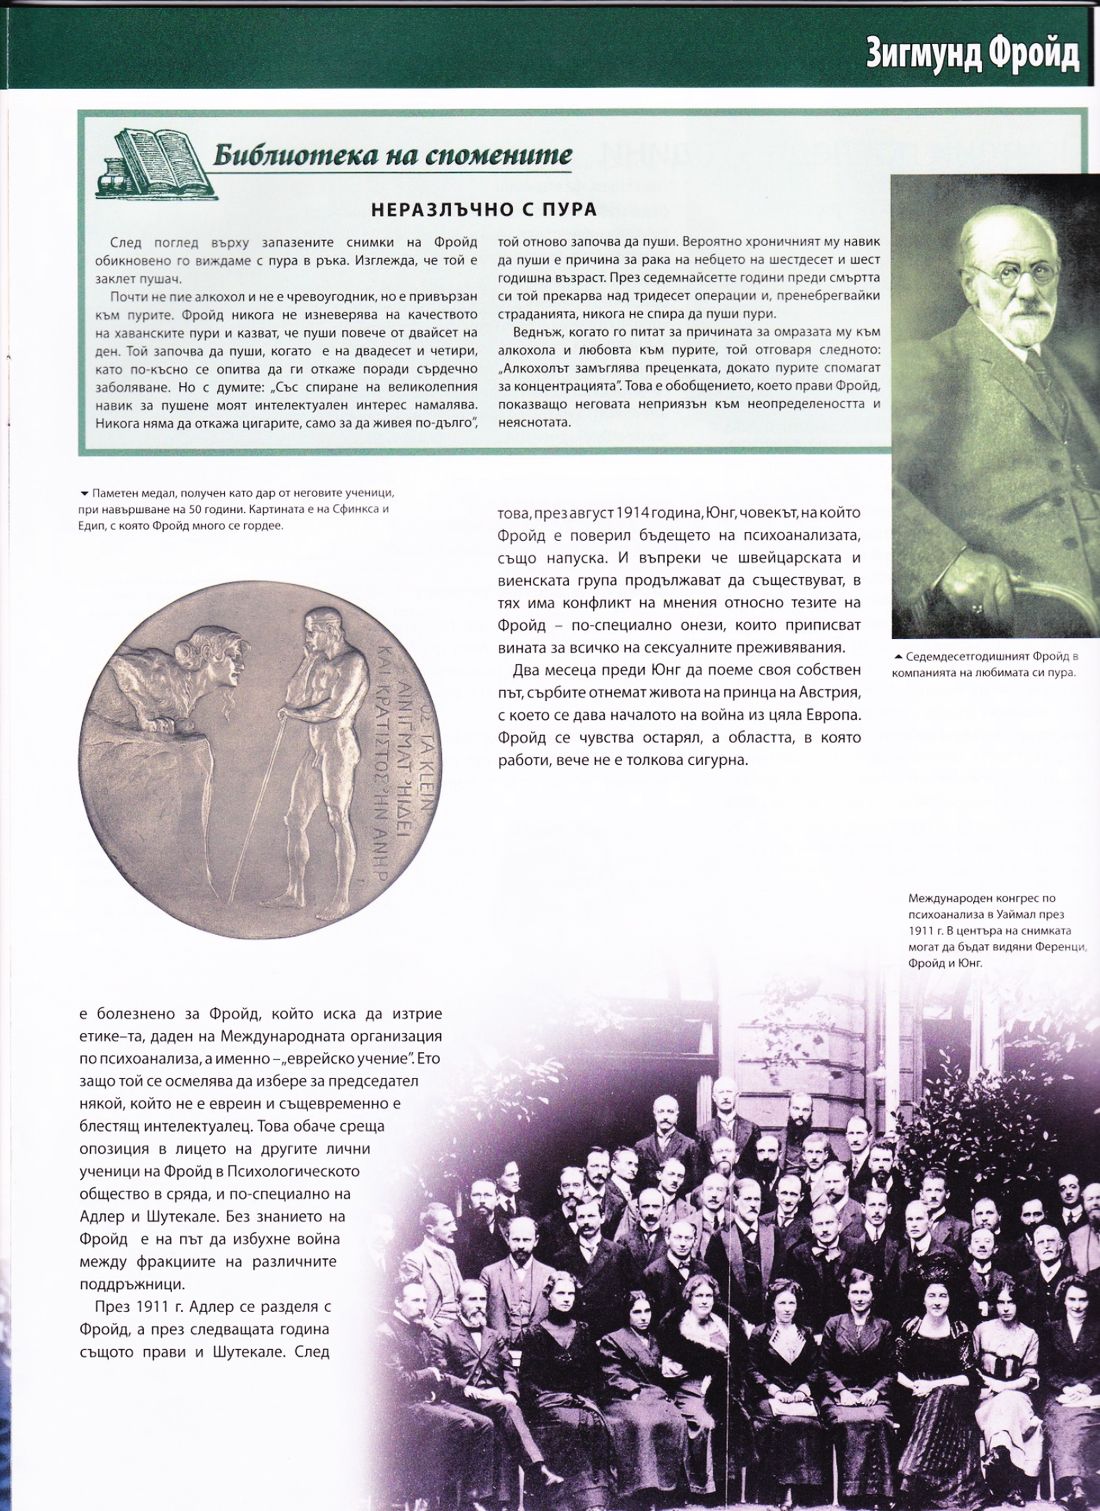 Зигмунд Фройд
Библиотека на спомените
НЕРАЗЛЪЧНО С ПУРА
След поглед върху запазените снимки на Фройд
обикновено го виждаме с пура в ръка. Изглежда, че той е
заклет пушач.
Почти не пие алкохол и не е чревоугодник, но е привързан
към пурите. Фройд никога не изневерява на качеството
на хаванските пури и казват, че пуши повече от двайсет на
ден. Той започва да пуши, когато е на двадесет и четири,
като по-късно се опитва да ги откаже поради сърдечно
заболяване. Но с думите: „Със спиране на великолепния
навик за пушене моят интелектуален интерес намалява.
Никога няма да откажа цигарите, само за да живея по-дълго”,
той отново започва да пуши. Вероятно хроничният му навик
да пуши е причина за рака на небцето на шестдесет и шест
годишна възраст. През седемнайсетте години преди смъртта
си той прекарва над тридесет операции и, пренебрегвайки
страданията, никога не спира да пуши пури.
Веднъж, когато го питат за причината за омразата му към
алкохола и любовта към пурите, той отговаря следното:
„Алкохолът замъглява преценката, докато пурите спомагат
за концентрацията”. Това е обобщението, което прави Фройд,
показващо неговата неприязън към неопределеността и
неяснотата.
Паметен медал, получен като дар от неговите ученици,
при навършване на 50 години. Картината е на Сфинкса и
Едип, с която Фройд много се гордее.
ΟΣ ΤΑ ΚΛΕΙΝ'
ΑΙΝΙΓΜΑΤ' ΗΙΔΕΙ
ΚΑΙ ΚΡΑΤΙΣΤΟΣ ΗΝ ΑΝΗΡ
е болезнено за Фройд, който иска да изтрие
етике–та, даден на Международната организация
по психоанализа, а именно –„еврейско учение”. Ето
защо той се осмелява да избере за председател
някой, който не е евреин и същевременно е
блестящ интелектуалец. Това обаче среща
опозиция в лицето на другите лични
ученици на Фройд в Психологическото
общество в сряда, и по-специално на
Адлер и Шутекале. Без знанието на
Фройд е на път да избухне война
между фракциите на различните
поддръжници.
През 1911 г. Адлер се разделя с
Фройд, а през следващата година
същото прави и Шутекале. След
това, през август 1914 година, Юнг, човекът, на който
Фройд е поверил бъдещето на психоанализата,
също напуска. И въпреки че швейцарската и
виенската група продължават да съществуват, в
тях има конфликт на мнения относно тезите на
Фройд – по-специално онези, които приписват
вината за всичко на сексуалните преживявания.
Два месеца преди Юнг да поеме своя собствен
път, сърбите отнемат живота на принца на Австрия,
с което се дава началото на война из цяла Европа.
Фройд се чувства остарял, а областта, в която
работи, вече не е толкова сигурна.
Седемдесетгодишният Фройд в
компанията на любимата си пура.
Международен конгрес по
психоанализа в Уаймал през
1911 г. В центъра на снимката
могат да бъдат видяни Ференци,
Фройд и Юнг.